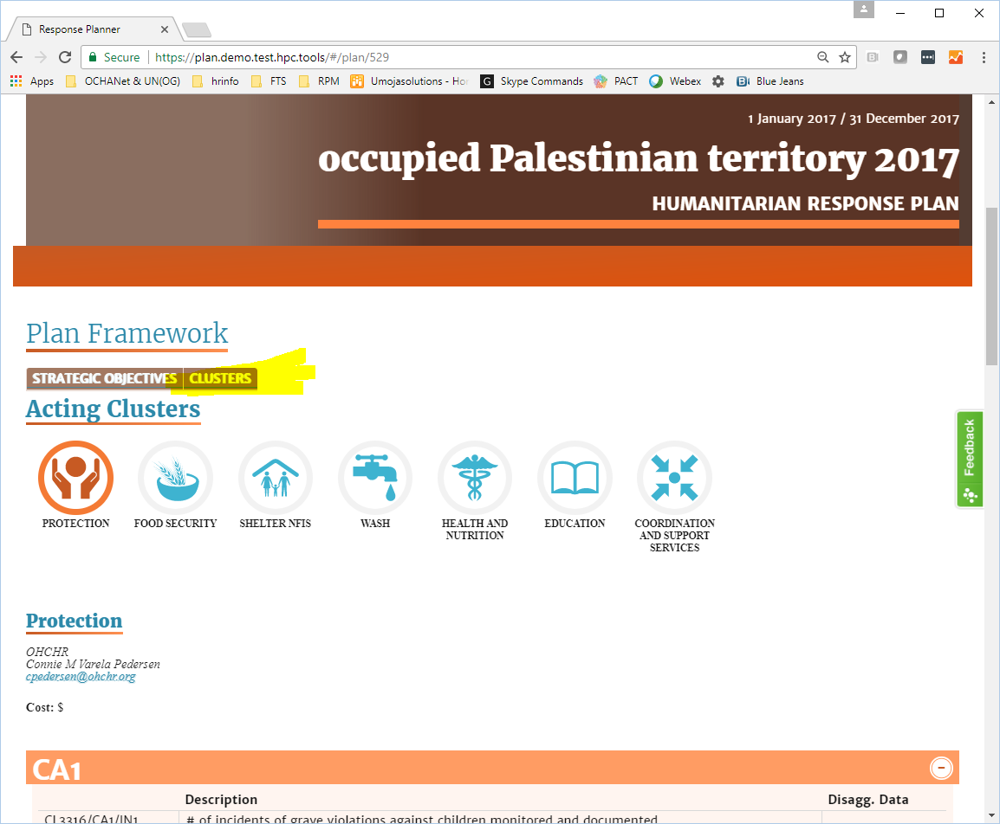 Response Planner
Secure https://plan.demo.test.hpc.tools/#/plan/529
Apps OCHANet & UN(OG) hrinfo FTS RPM Umojasolutions - Ho G Skype Commands PACT Webex Blue Jeans
1 January 2017 / 31 December 2017
occupied Palestinian territory 2017
HUMANITARIAN RESPONSE PLAN
Plan Framework
STRATEGIC OBJECTIVES CLUSTERS
Acting Clusters
PROTECTION FOOD SECURITY SHELTER NFIS WASH HEALTH AND EDUCATION COORDINATION
NUTRITION AND SUPPORT
SERVICES
Feedback
Protection
OHCHR
Connie M Varela Pedersen
cpedersen@ohchr.org
Cost: $
CA1
Description Disagg. Data
CL3316/CA1/IN1 # of incidents of grave violations against children monitored and documented